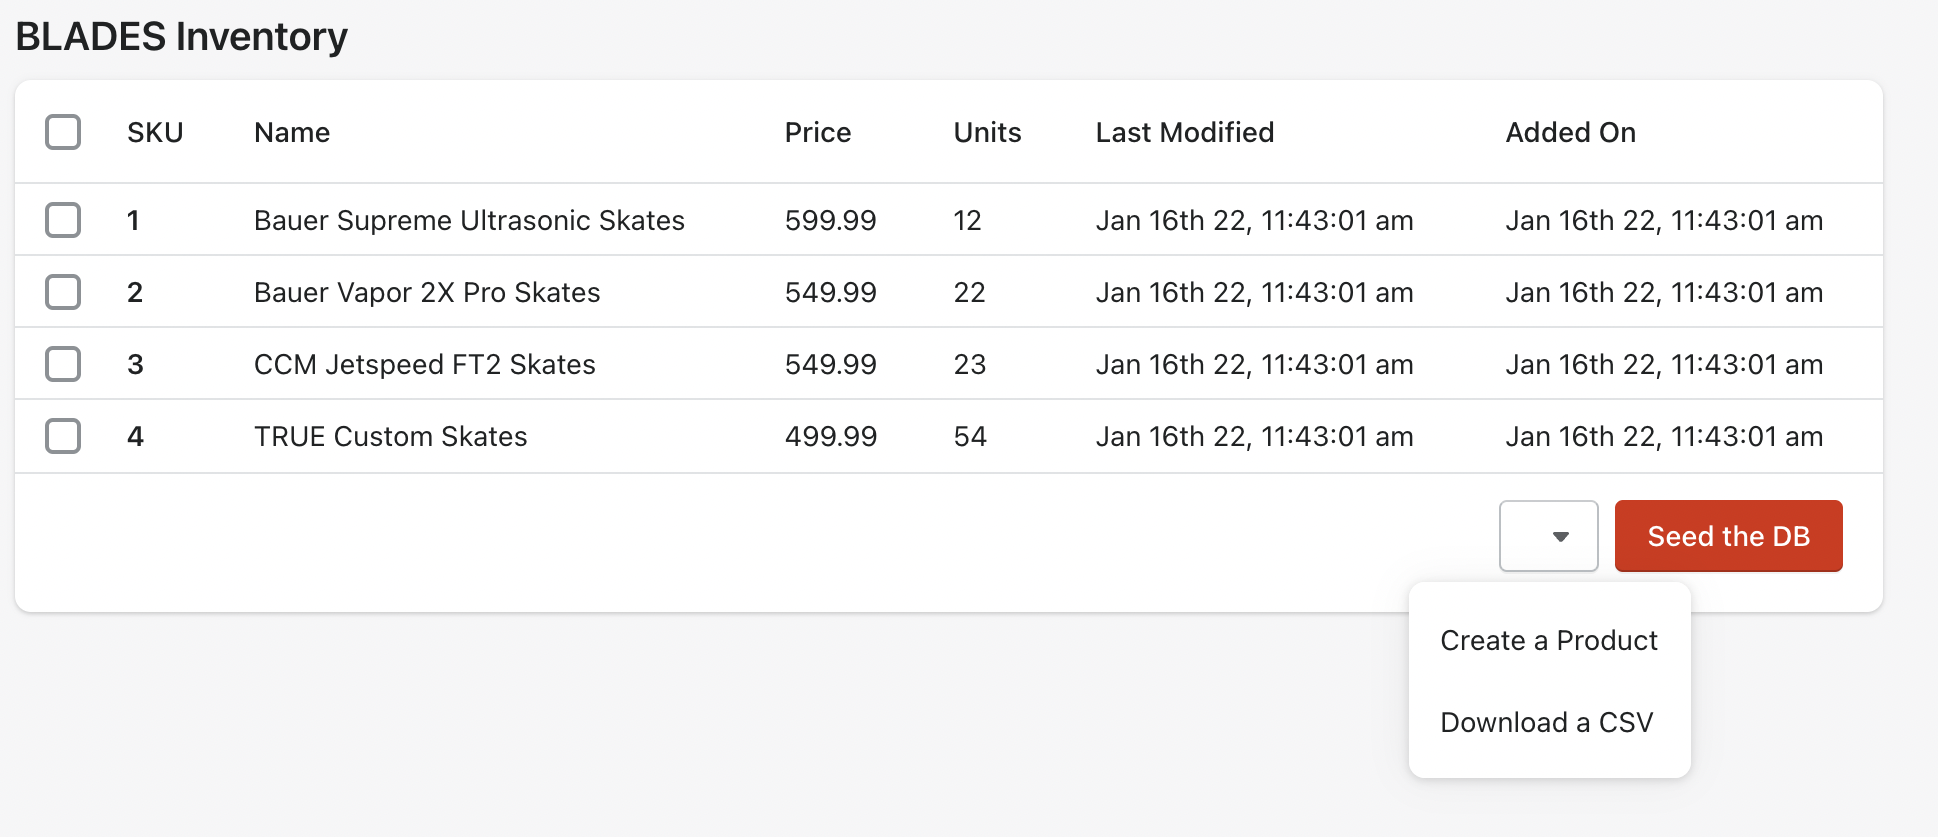 BLADES Inventory
SKU Name Price Units Last Modified Added On
1 Bauer Supreme Ultrasonic Skates 599.99 12 Jan 16th 22, 11:43:01 am Jan 16th 22, 11:43:01 am
2 Bauer Vapor 2X Pro Skates 549.99 22 Jan 16th 22, 11:43:01 am Jan 16th 22, 11:43:01 am
3 CCM Jetspeed FT2 Skates 549.99 23 Jan 16th 22, 11:43:01 am Jan 16th 22, 11:43:01 am
4 TRUE Custom Skates 499.99 54 Jan 16th 22, 11:43:01 am Jan 16th 22, 11:43:01 am
Seed the DB
Create a Product
Download a CSV